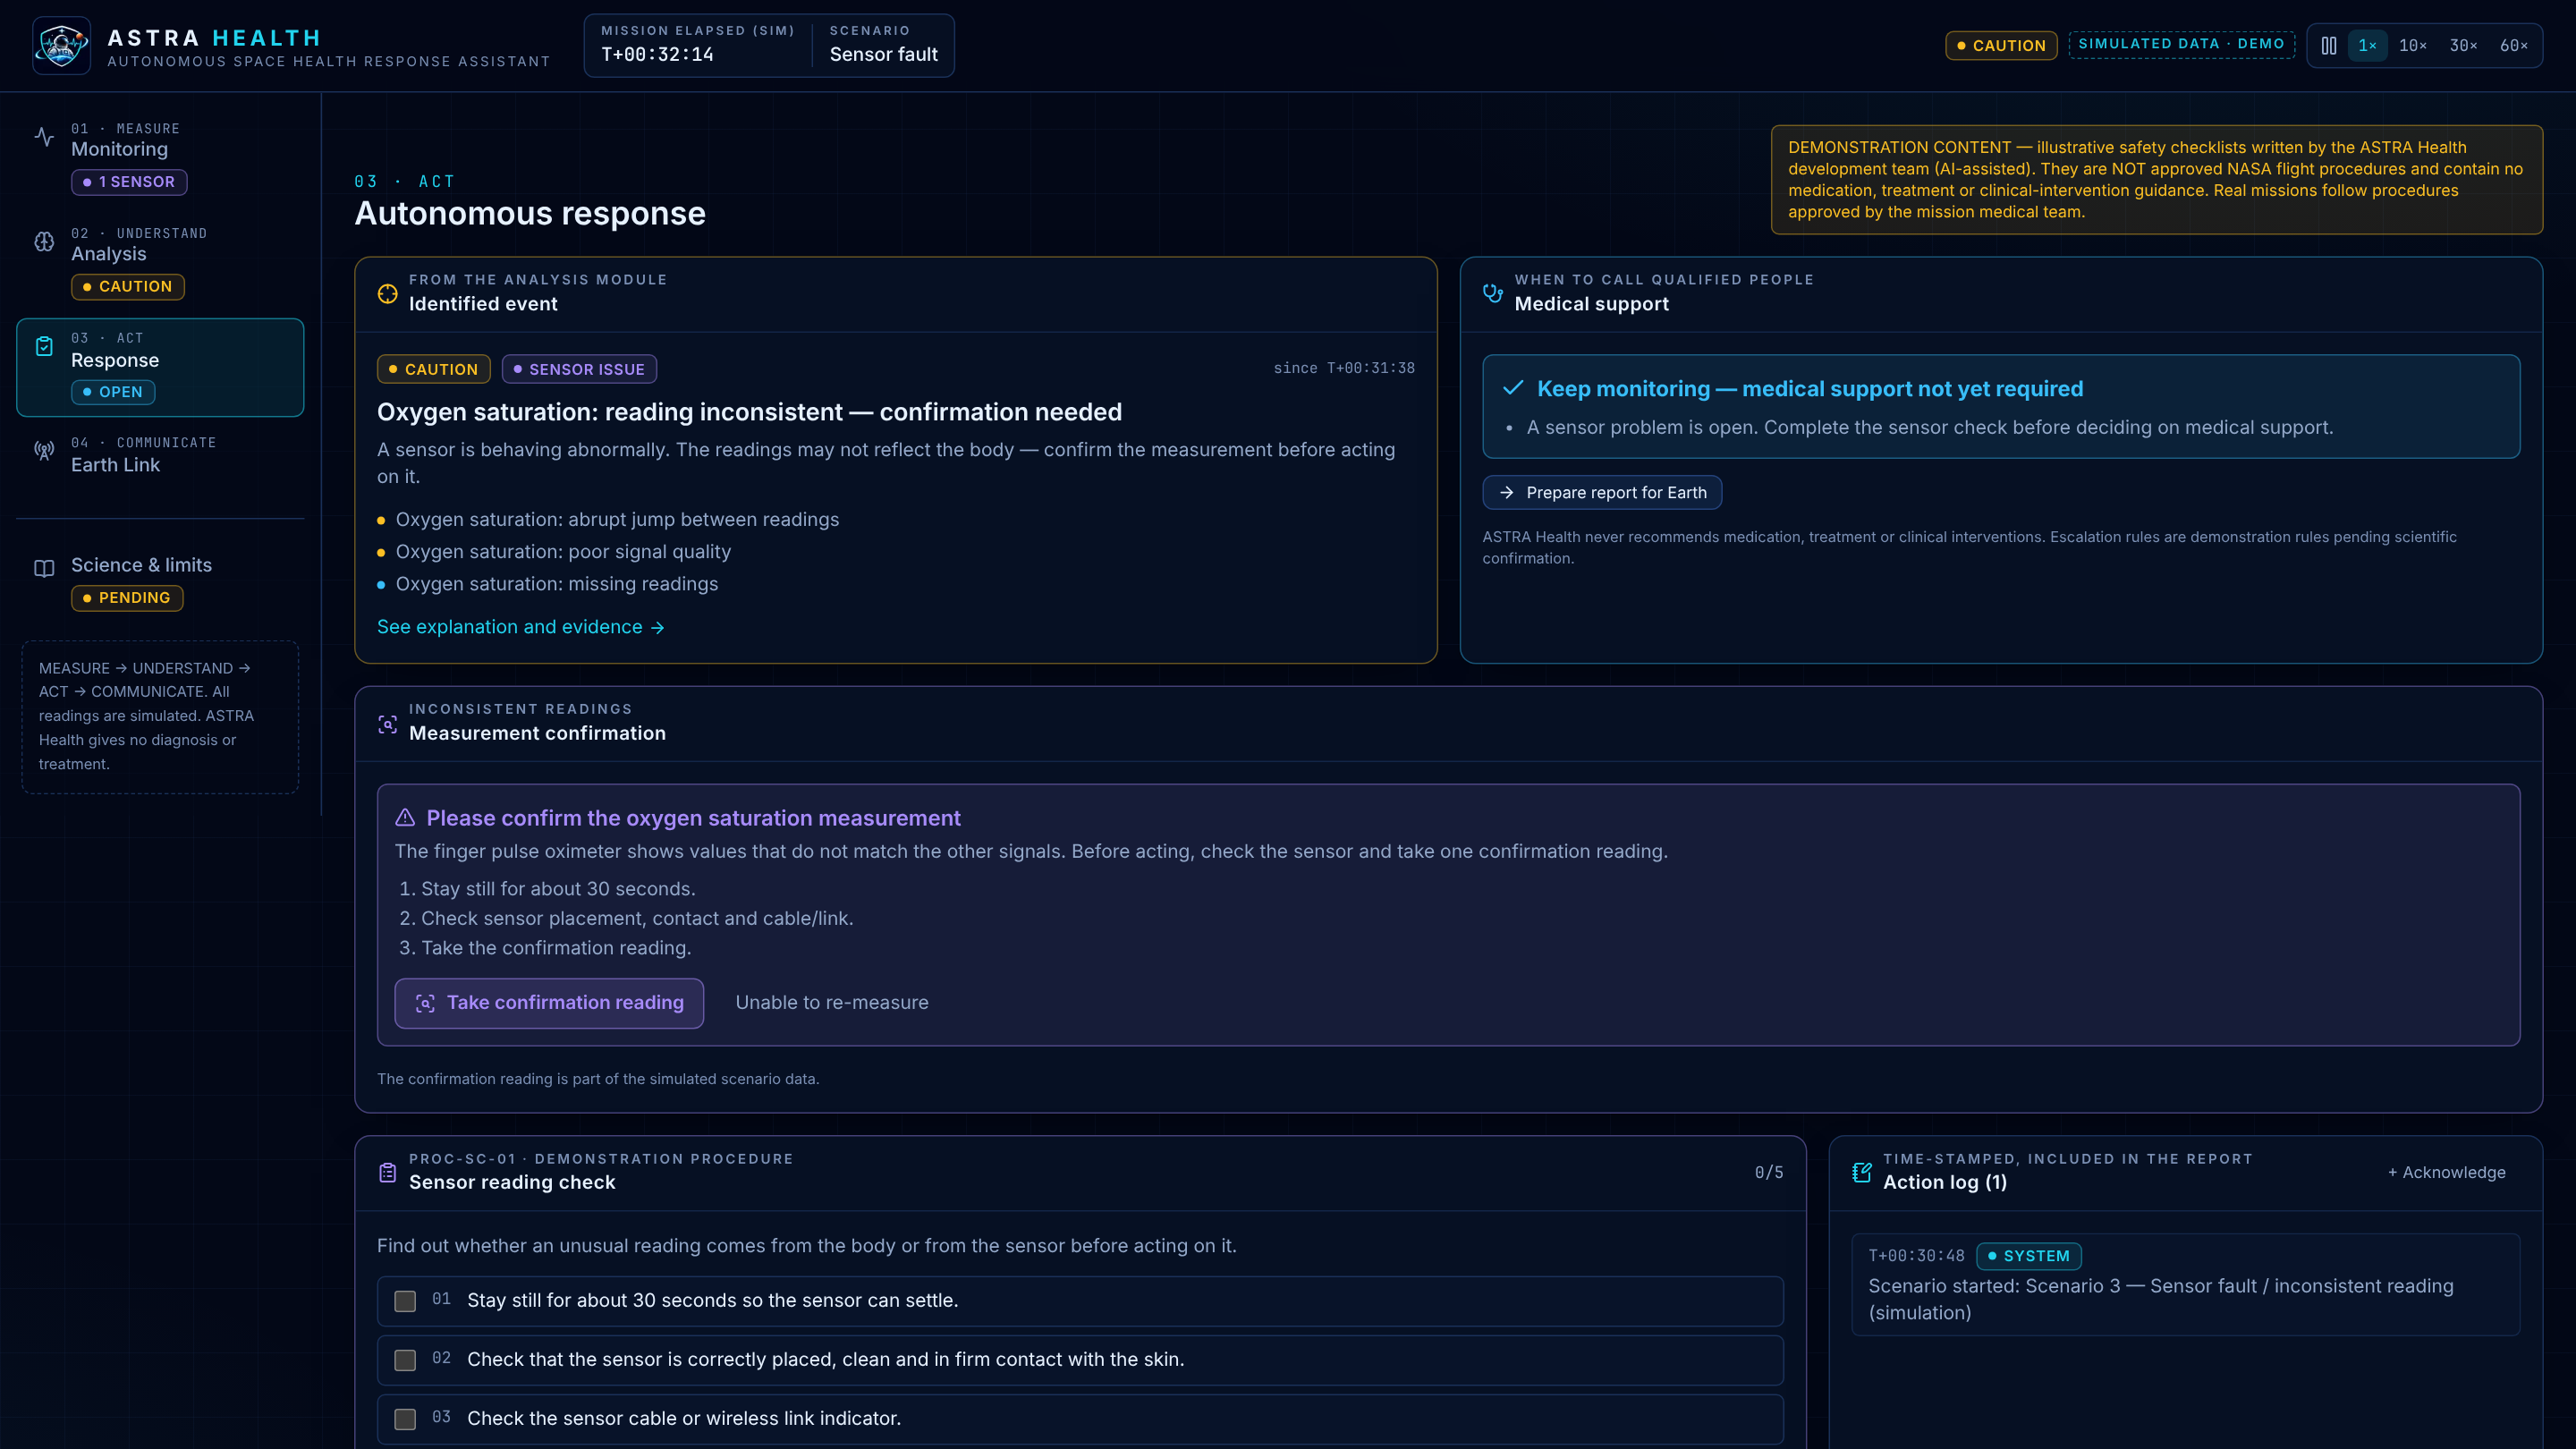 ASTRA HEALTH
AUTONOMOUS SPACE HEALTH RESPONSE ASSISTANT
MISSION ELAPSED (SIM)
T+00:32:14
SCENARIO
Sensor fault
CAUTION
SIMULATED DATA · DEMO
1×
10×
30×
60×
01 · MEASURE
Monitoring
1 SENSOR
02 · UNDERSTAND
Analysis
CAUTION
03 · ACT
Response
OPEN
04 · COMMUNICATE
Earth Link
Science & limits
PENDING
MEASURE → UNDERSTAND →
ACT → COMMUNICATE. All
readings are simulated. ASTRA
Health gives no diagnosis or
treatment.
03 · ACT
Autonomous response
DEMONSTRATION CONTENT — illustrative safety checklists written by the ASTRA Health
development team (AI-assisted). They are NOT approved NASA flight procedures and contain no
medication, treatment or clinical-intervention guidance. Real missions follow procedures
approved by the mission medical team.
FROM THE ANALYSIS MODULE
Identified event
CAUTION
SENSOR ISSUE
since T+00:31:38
Oxygen saturation: reading inconsistent — confirmation needed
A sensor is behaving abnormally. The readings may not reflect the body — confirm the measurement before acting
on it.
Oxygen saturation: abrupt jump between readings
Oxygen saturation: poor signal quality
Oxygen saturation: missing readings
See explanation and evidence →
WHEN TO CALL QUALIFIED PEOPLE
Medical support
Keep monitoring — medical support not yet required
• A sensor problem is open. Complete the sensor check before deciding on medical support.
→ Prepare report for Earth
ASTRA Health never recommends medication, treatment or clinical interventions. Escalation rules are demonstration rules pending scientific
confirmation.
INCONSISTENT READINGS
Measurement confirmation
Please confirm the oxygen saturation measurement
The finger pulse oximeter shows values that do not match the other signals. Before acting, check the sensor and take one confirmation reading.
1. Stay still for about 30 seconds.
2. Check sensor placement, contact and cable/link.
3. Take the confirmation reading.
Take confirmation reading
Unable to re-measure
The confirmation reading is part of the simulated scenario data.
PROC-SC-01 · DEMONSTRATION PROCEDURE
Sensor reading check
0/5
Find out whether an unusual reading comes from the body or from the sensor before acting on it.
01 Stay still for about 30 seconds so the sensor can settle.
02 Check that the sensor is correctly placed, clean and in firm contact with the skin.
03 Check the sensor cable or wireless link indicator.
TIME-STAMPED, INCLUDED IN THE REPORT
Action log (1)
+ Acknowledge
T+00:30:48
SYSTEM
Scenario started: Scenario 3 — Sensor fault / inconsistent reading
(simulation)